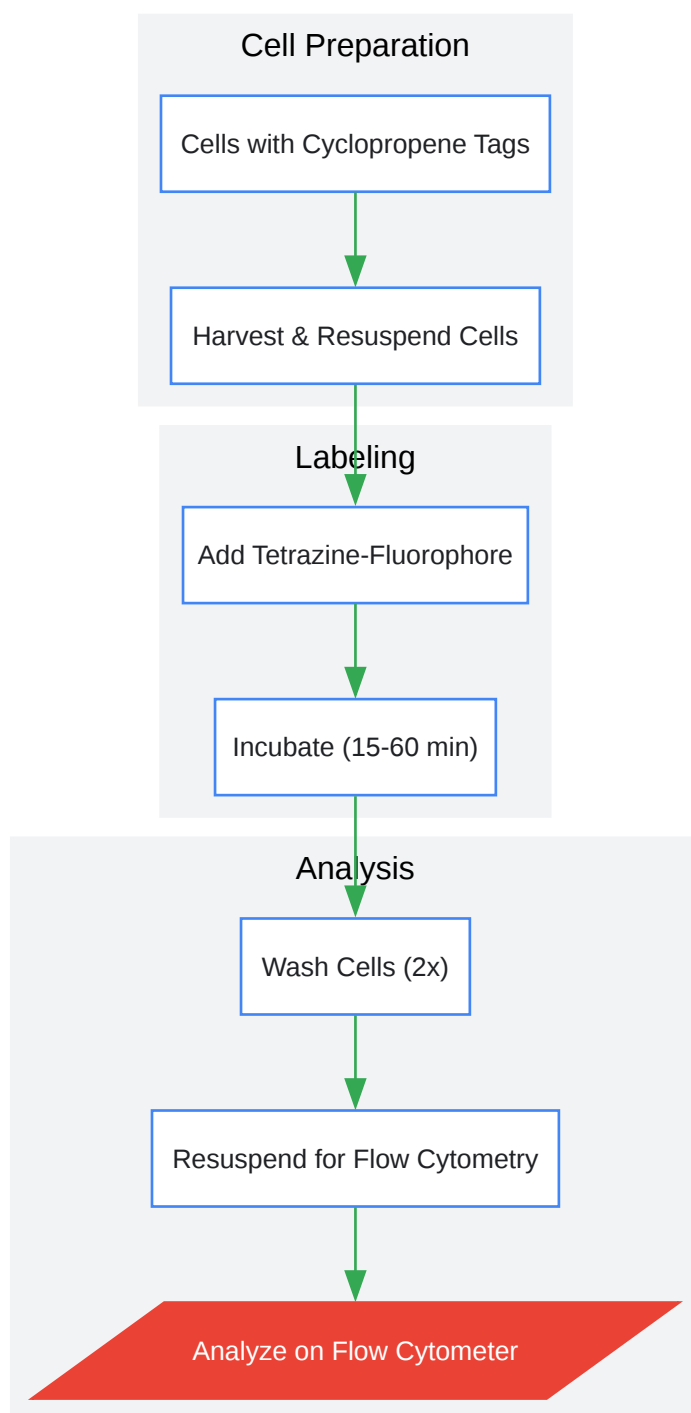 Cell Preparation
Cells with Cyclopropene Tags
Harvest & Resuspend Cells
Labeling
Add Tetrazine-Fluorophore
Incubate (15-60 min)
Analysis
Wash Cells (2x)
Resuspend for Flow Cytometry
Analyze on Flow Cytometer